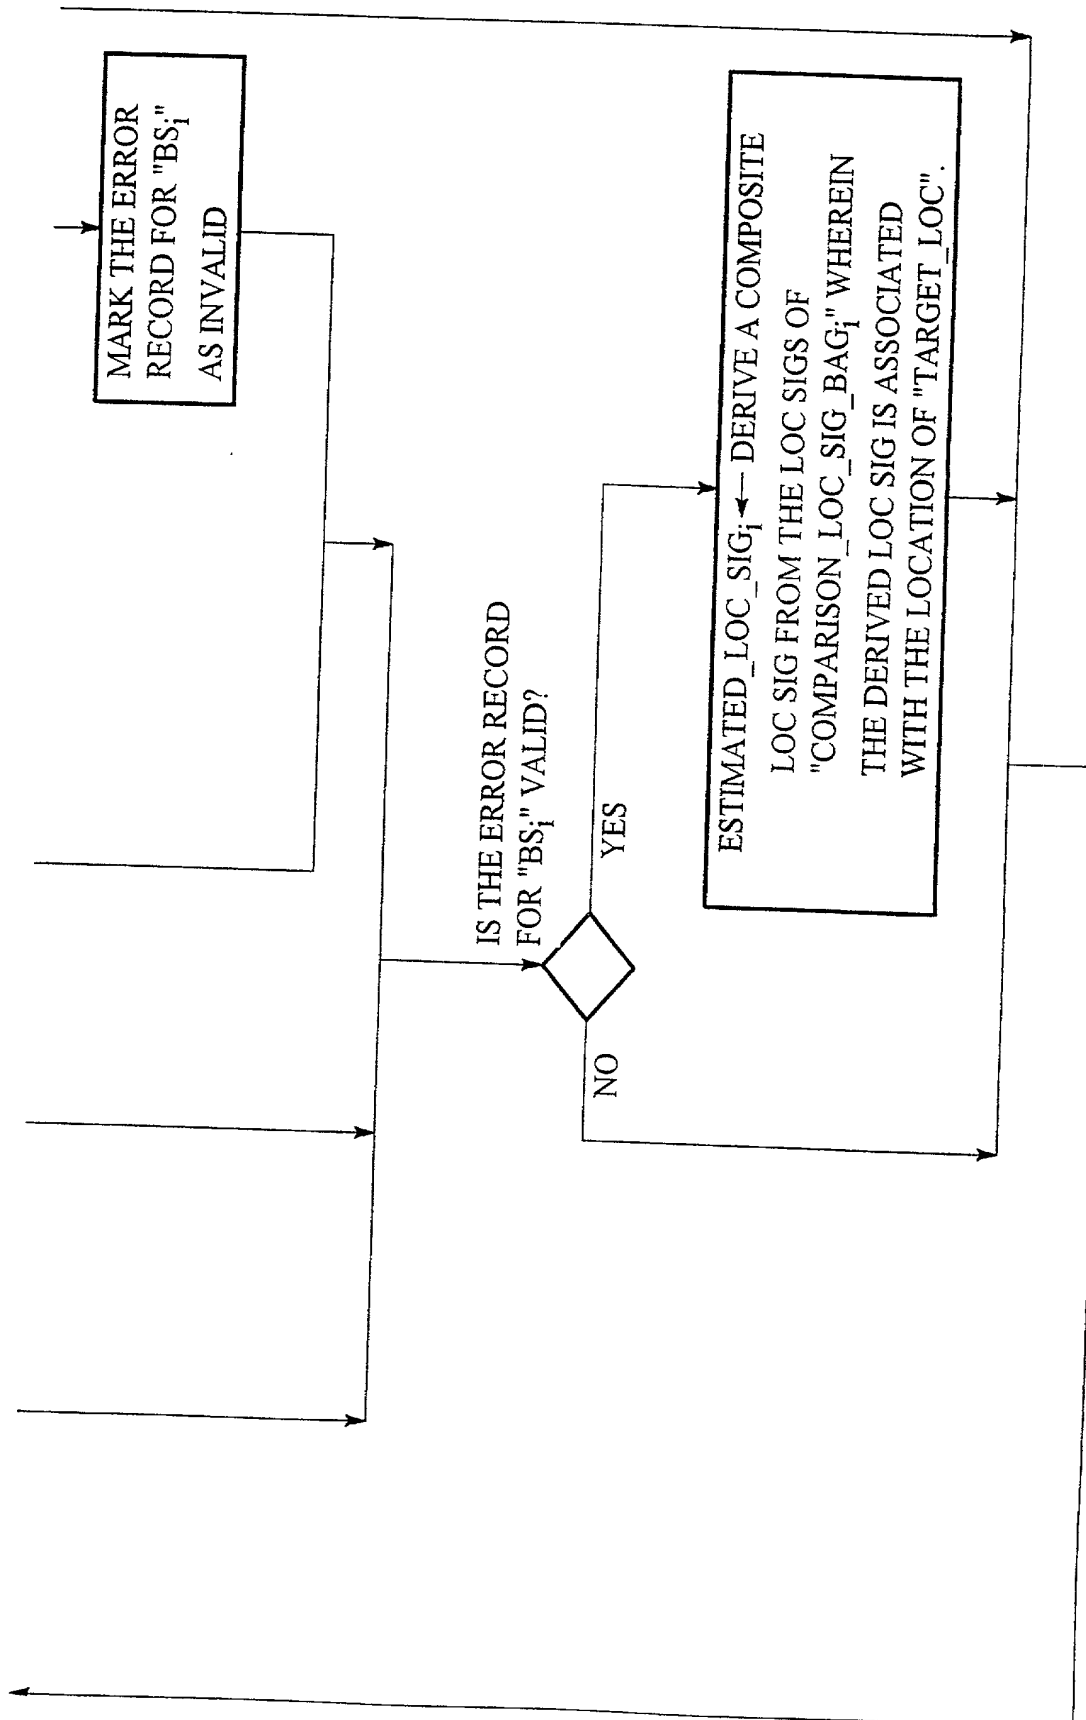 MARK THE ERROR
RECORD FOR "BSᵢ"
AS INVALID
IS THE ERROR RECORD
FOR "BSᵢ" VALID?
YES
NO
ESTIMATED_LOC_SIGᵢ ← DERIVE A COMPOSITE
LOC SIG FROM THE LOC SIGS OF
"COMPARISON_LOC_SIG_BAGᵢ" WHEREIN
THE DERIVED LOC SIG IS ASSOCIATED
WITH THE LOCATION OF "TARGET_LOC".